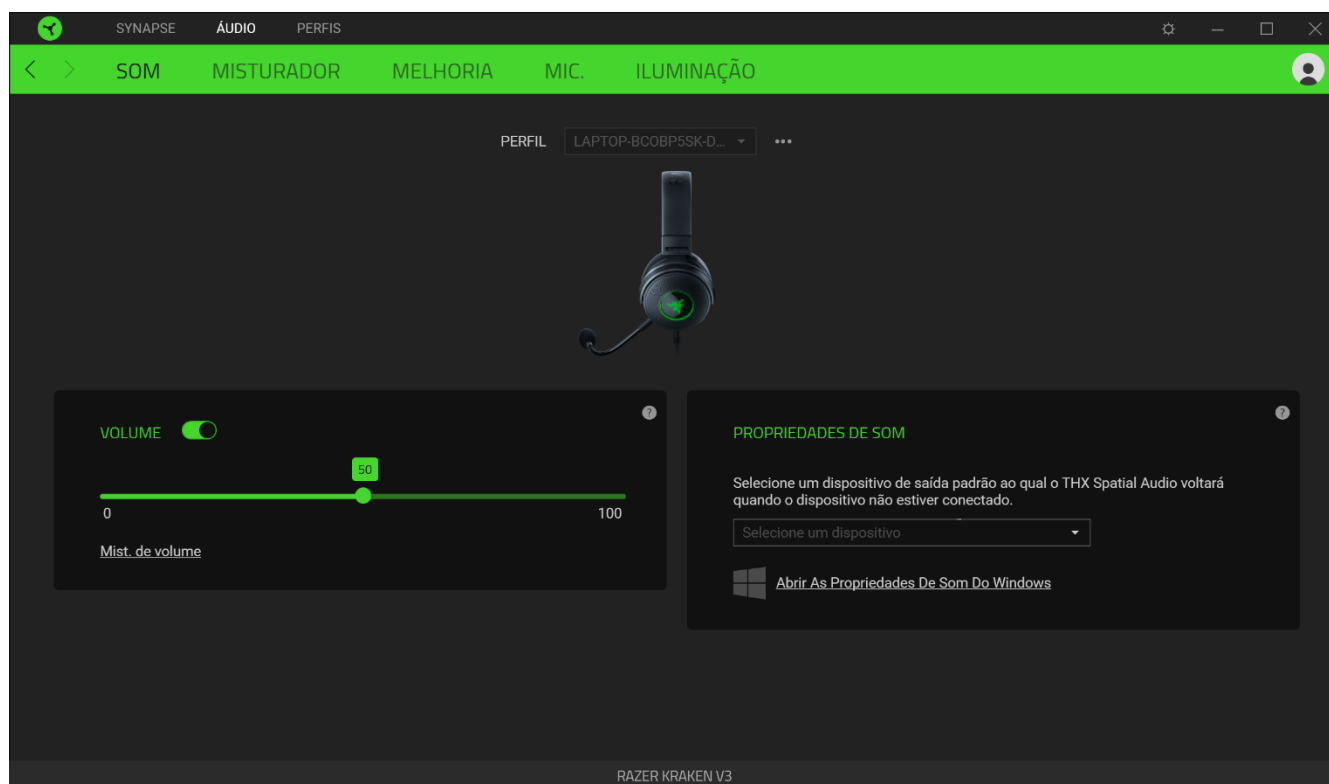 SYNAPSE ÁUDIO PERFIS
SOM MISTURADOR MELHORIA MIC. ILUMINAÇÃO
PERFIL LAPTOP-BCOBP5SK-D... •••
VOLUME
?
50
0 100
Mist. de volume
?
PROPRIEDADES DE SOM
Selecione um dispositivo de saída padrão ao qual o THX Spatial Audio voltará
quando o dispositivo não estiver conectado.
Selecione um dispositivo
Abrir As Propriedades De Som Do Windows
RAZER KRAKEN V3